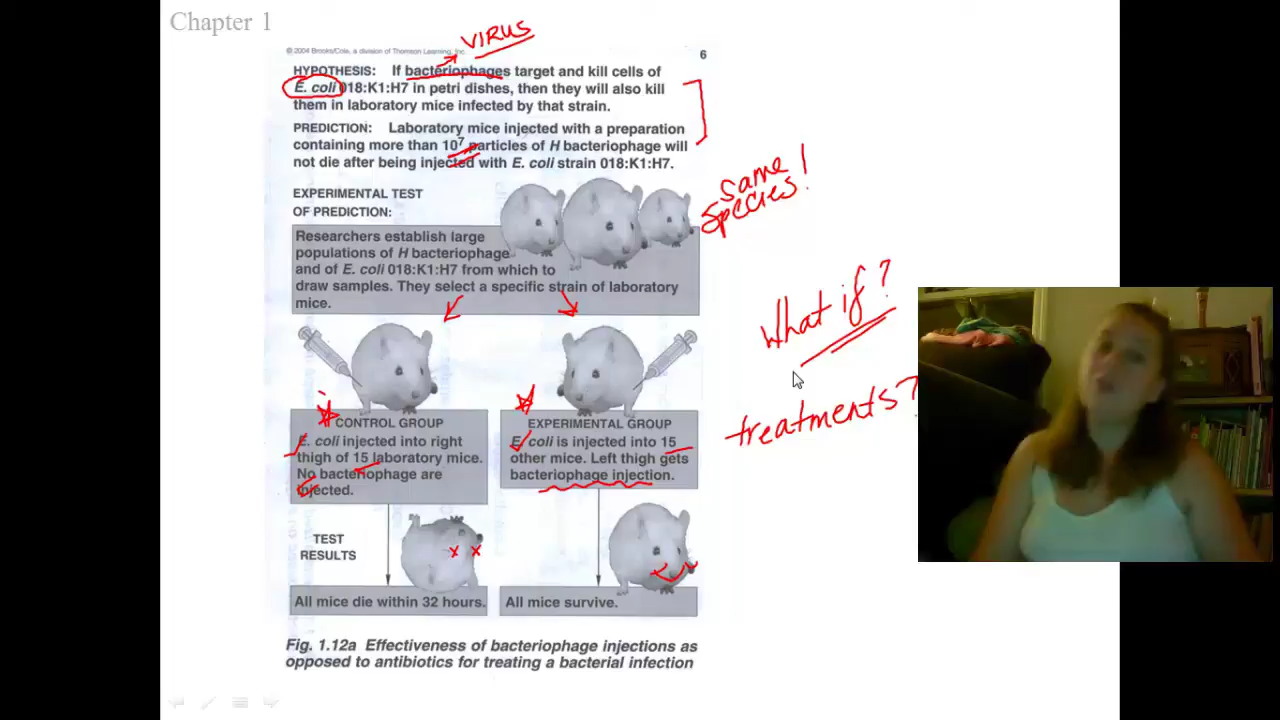 Chapter 1
VIRUS
© 2004 Brooks/Cole, a division of Thomson Learning, Inc.
6
HYPOTHESIS: If bacteriophages target and kill cells of
E. coli 018:K1:H7 in petri dishes, then they will also kill
them in laboratory mice infected by that strain.
PREDICTION: Laboratory mice injected with a preparation
containing more than 10⁷ particles of H bacteriophage will
not die after being injected with E. coli strain 018:K1:H7.
same!
species
EXPERIMENTAL TEST
OF PREDICTION:
Researchers establish large
populations of H bacteriophage
and of E. coli 018:K1:H7 from which to
draw samples. They select a specific strain of laboratory
mice.
What if?
treatments?
CONTROL GROUP
E. coli injected into right
thigh of 15 laboratory mice.
No bacteriophage are
injected.
EXPERIMENTAL GROUP
E. coli is injected into 15
other mice. Left thigh gets
bacteriophage injection.
TEST
RESULTS
All mice die within 32 hours.
All mice survive.
Fig. 1.12a Effectiveness of bacteriophage injections as
opposed to antibiotics for treating a bacterial infection